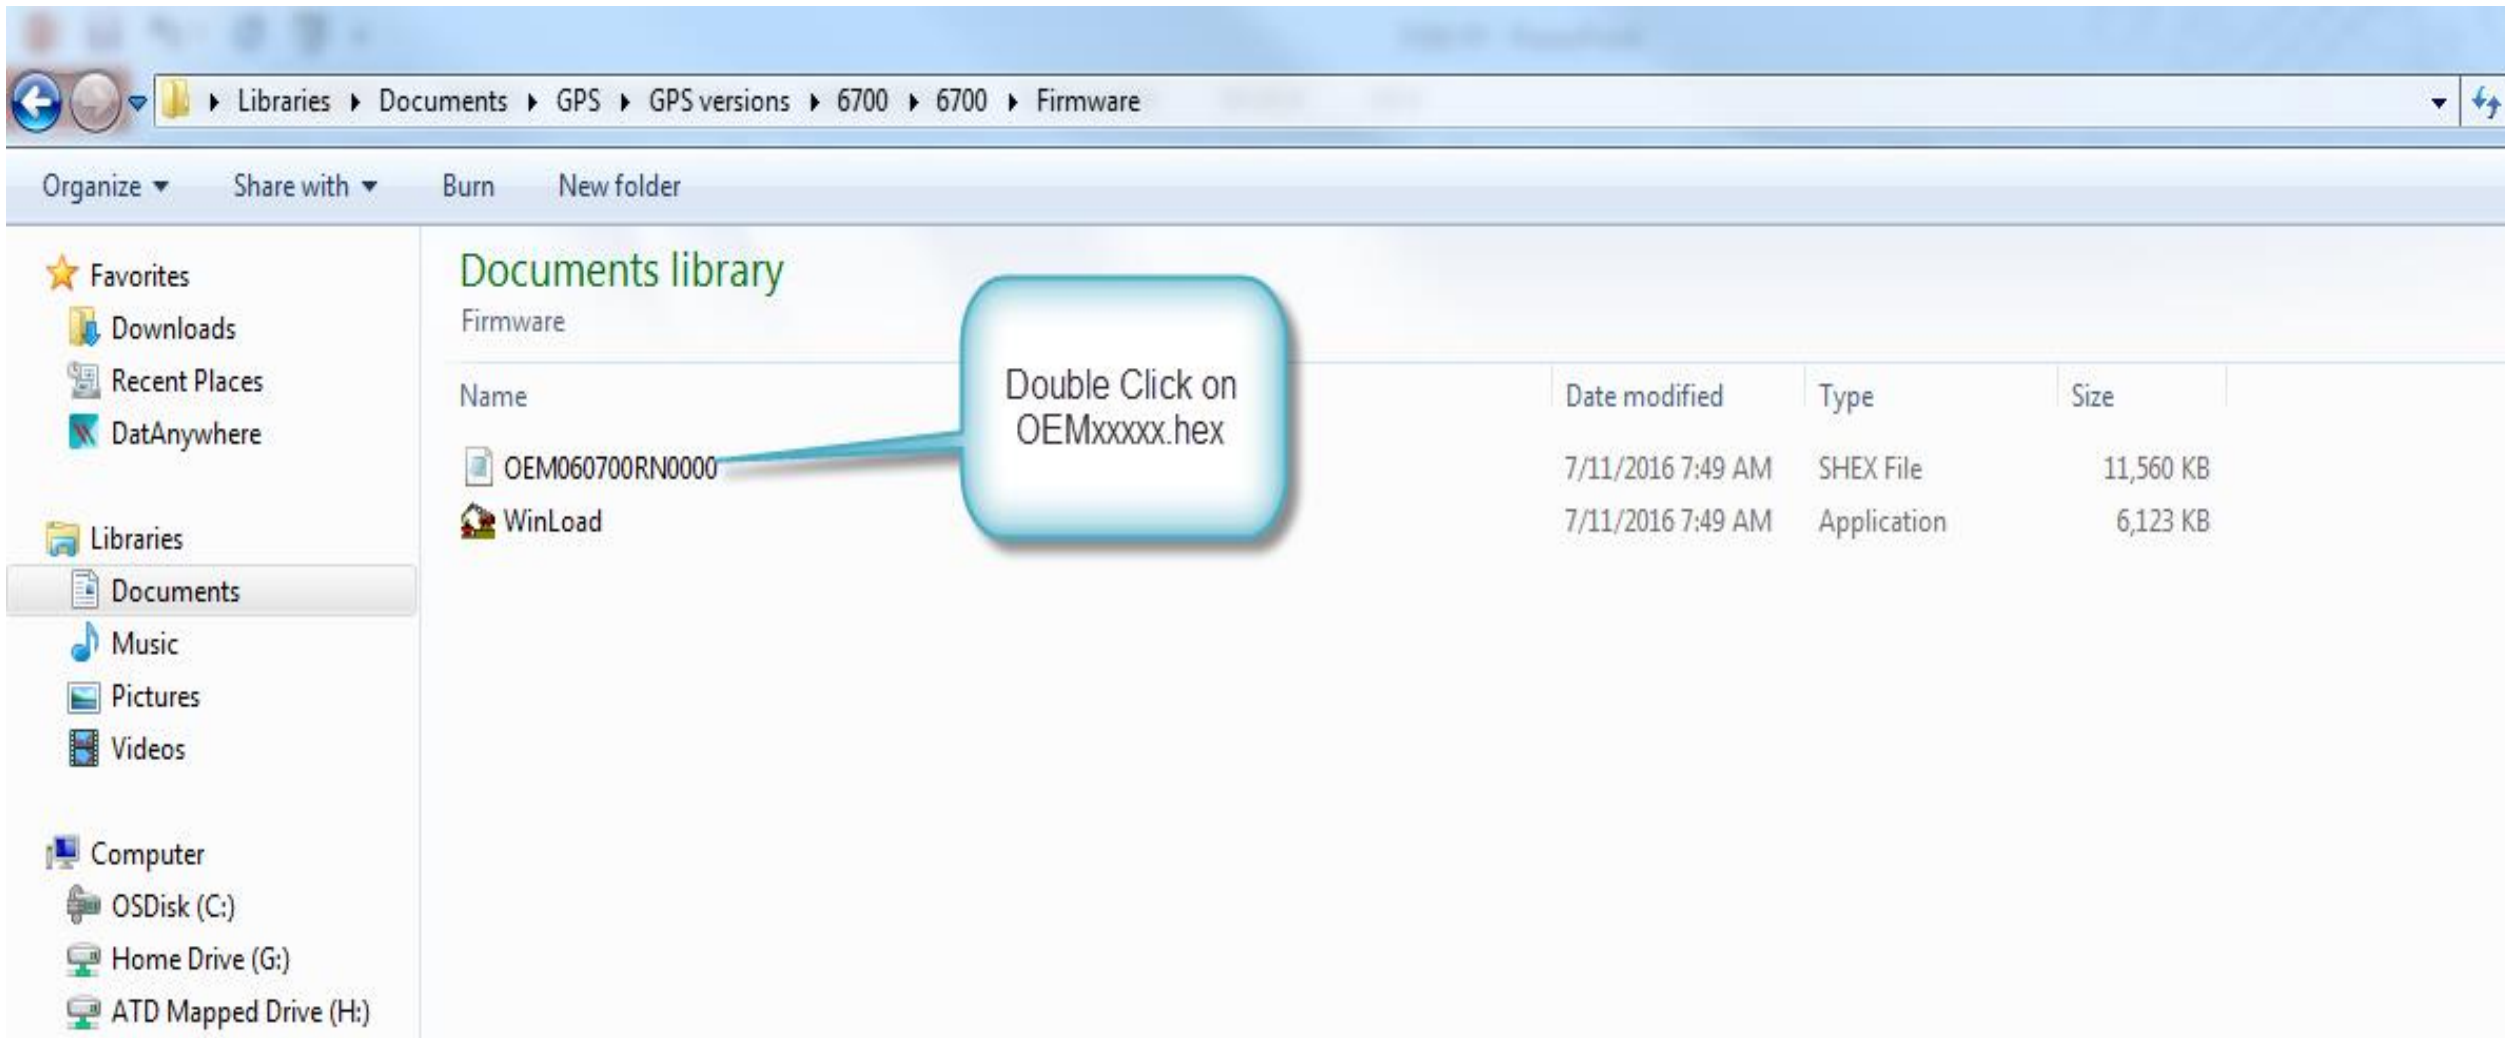 Libraries Documents GPS GPS versions 6700 6700 Firmware
Organize Share with Burn New folder
Favorites
Downloads
Recent Places
DatAnywhere
Libraries
Documents
Music
Pictures
Videos
Computer
OSDisk (C:)
Home Drive (G:)
ATD Mapped Drive (H:)
Documents library
Firmware
Name Date modified Type Size
OEM060700RN0000 7/11/2016 7:49 AM SHEX File 11,560 KB
WinLoad 7/11/2016 7:49 AM Application 6,123 KB
Double Click on
OEMxxxxx.hex